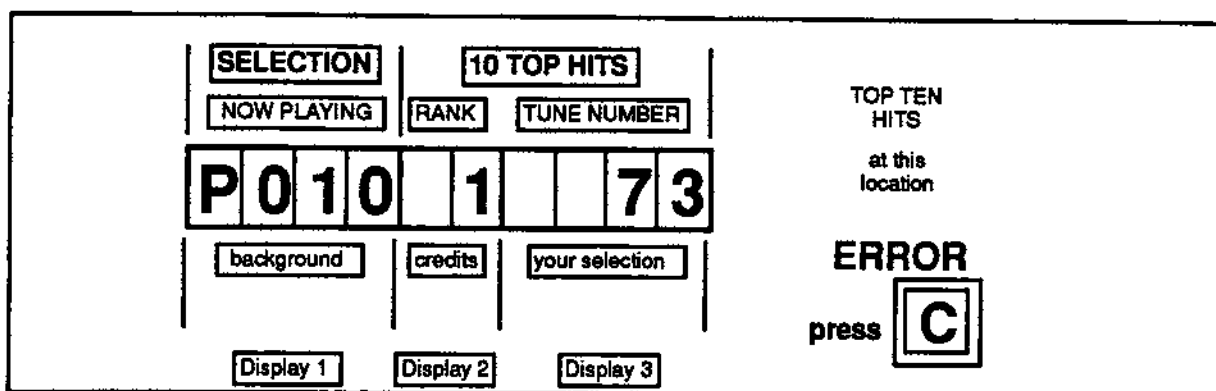 SELECTION 10 TOP HITS
NOW PLAYING RANK TUNE NUMBER
P010 1 73
background credits your selection
Display 1 Display 2 Display 3
TOP TEN
HITS
at this
location
ERROR
press C